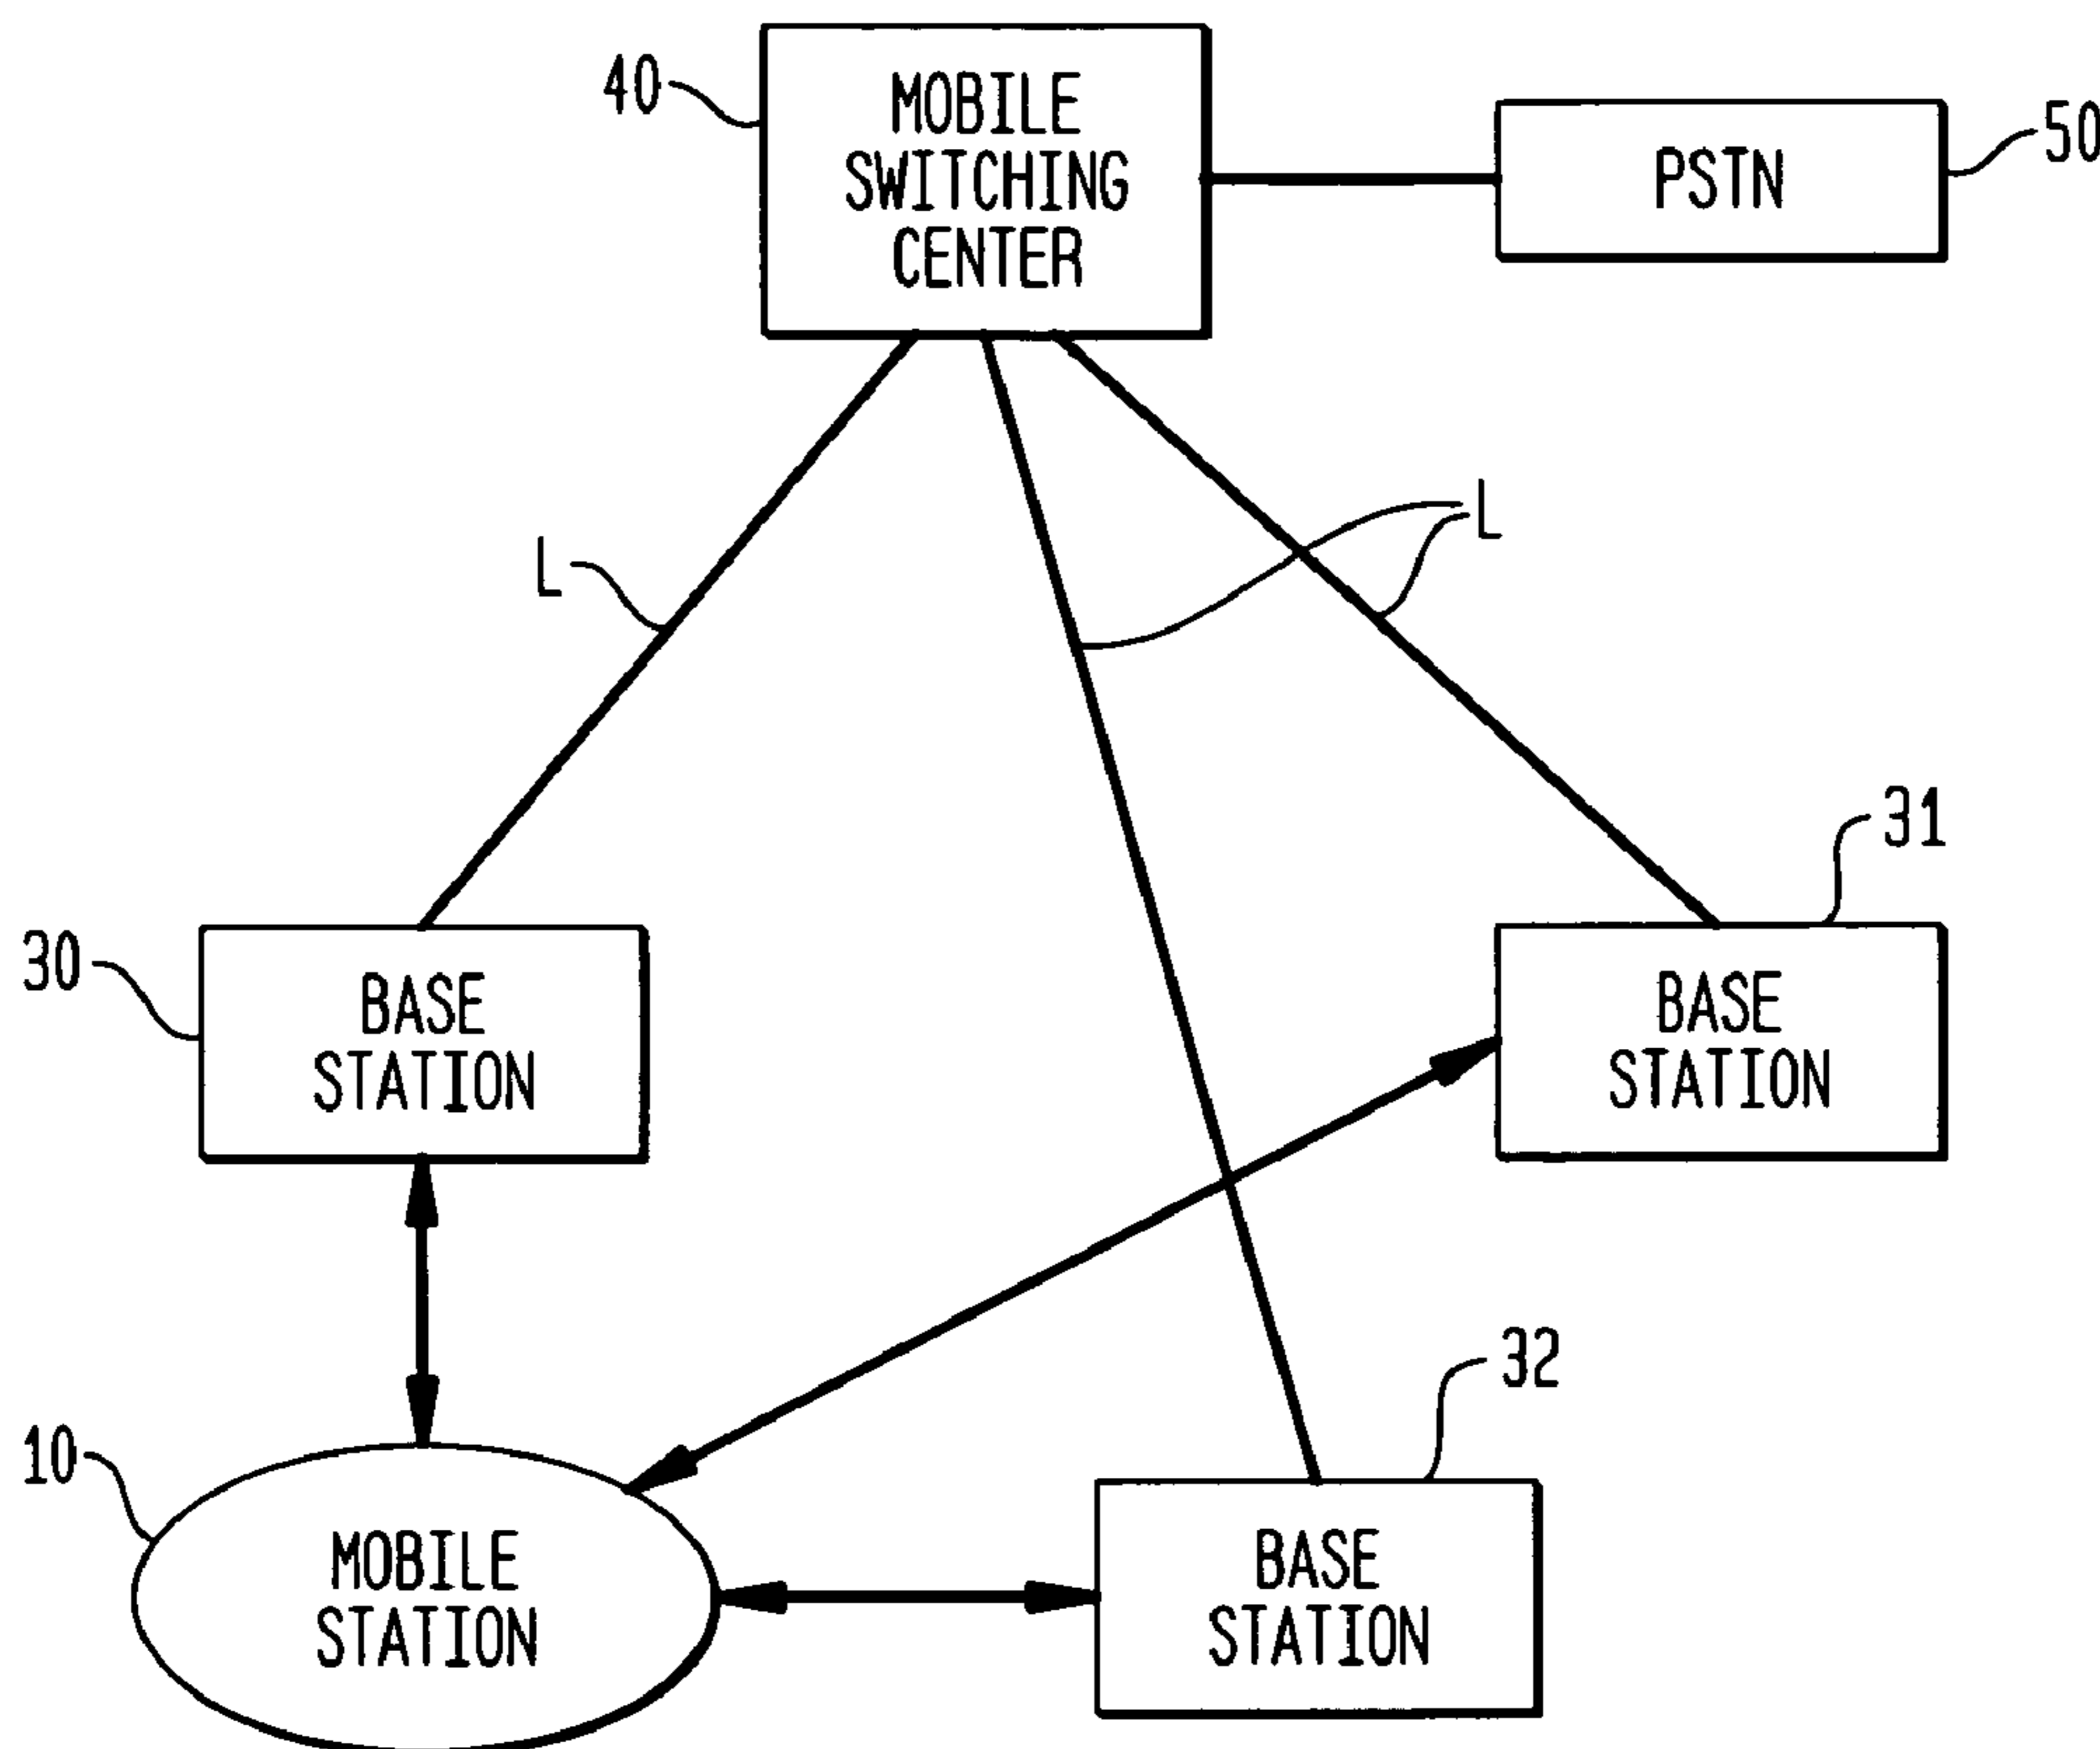 40
MOBILE
SWITCHING
CENTER
PSTN
50
L
L
31
30
BASE
STATION
BASE
STATION
32
10
MOBILE
STATION
BASE
STATION